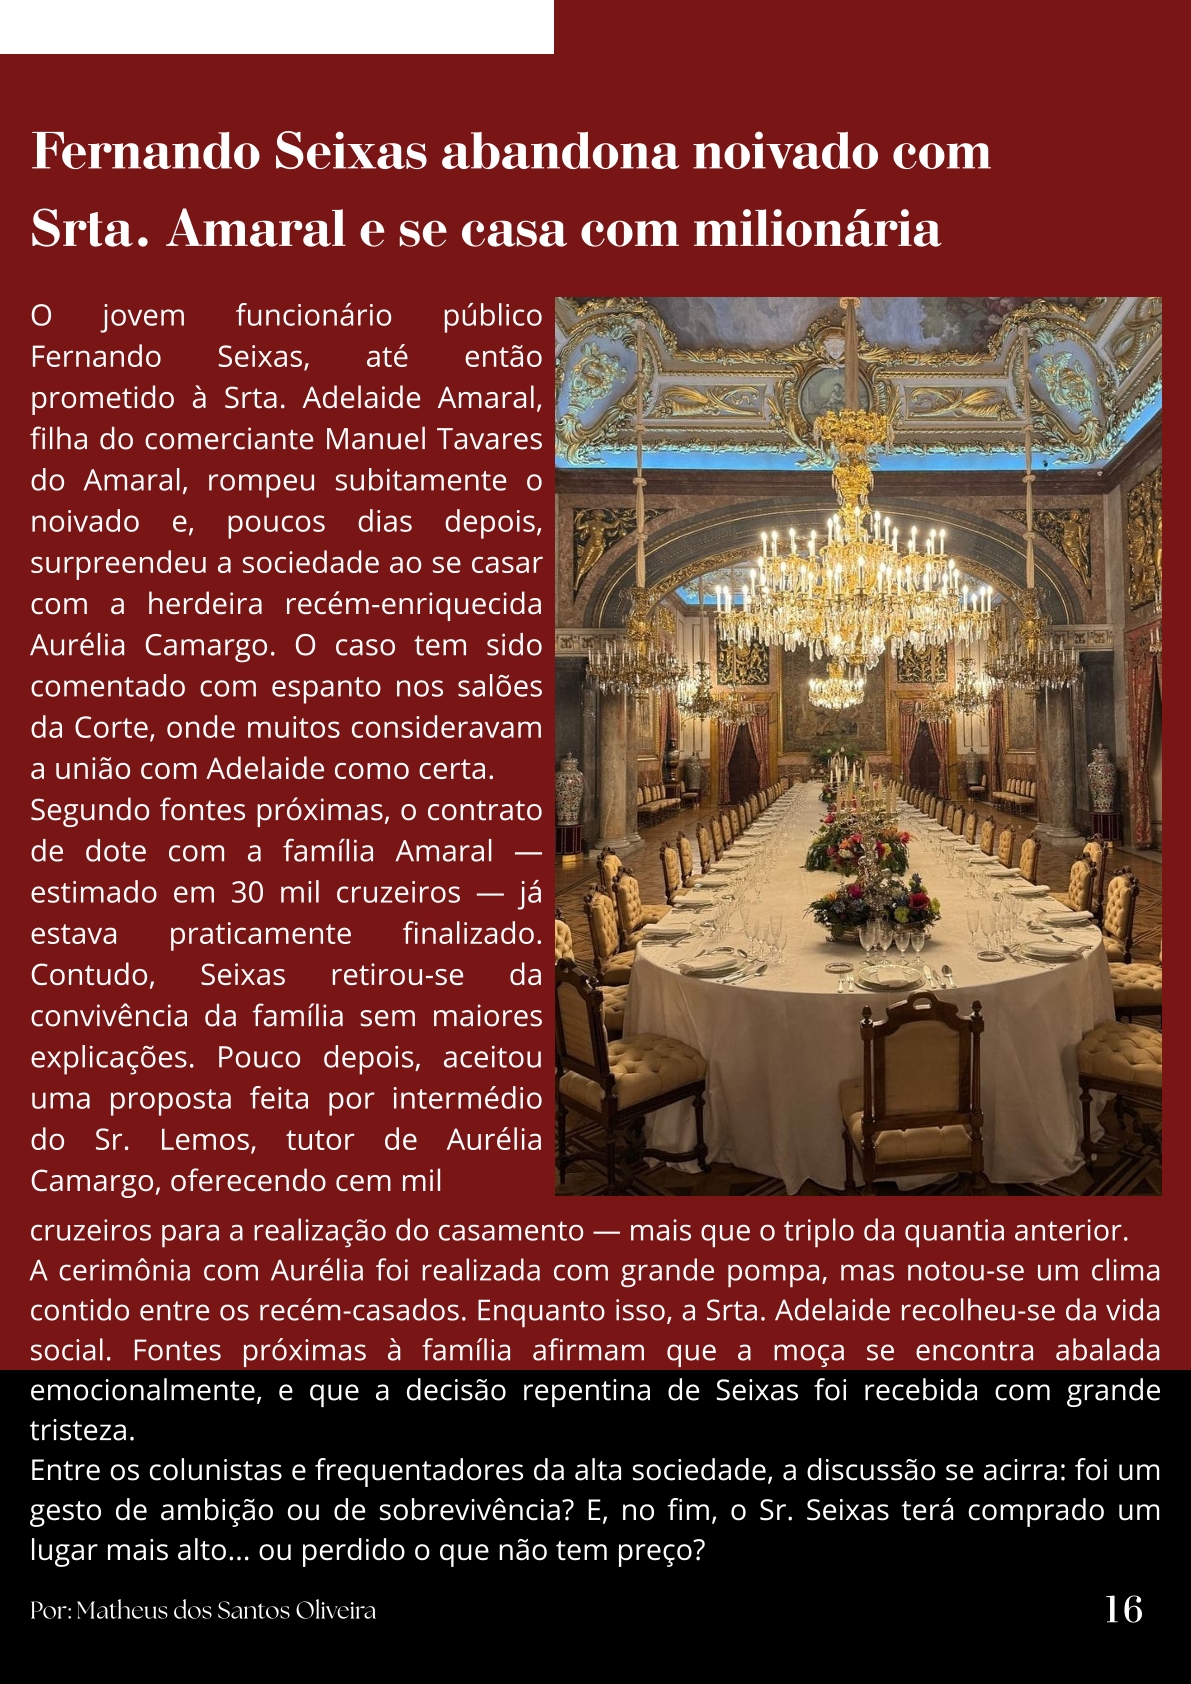 Fernando Seixas abandona noivado com
Srta. Amaral e se casa com milionária
O jovem funcionário público
Fernando Seixas, até então
prometido à Srta. Adelaide Amaral,
filha do comerciante Manuel Tavares
do Amaral, rompeu subitamente o
noivado e, poucos dias depois,
surpreendeu a sociedade ao se casar
com a herdeira recém-enriquecida
Aurélia Camargo. O caso tem sido
comentado com espanto nos salões
da Corte, onde muitos consideravam
a união com Adelaide como certa.
Segundo fontes próximas, o contrato
de dote com a família Amaral —
estimado em 30 mil cruzeiros — já
estava praticamente finalizado.
Contudo, Seixas retirou-se da
convivência da família sem maiores
explicações. Pouco depois, aceitou
uma proposta feita por intermédio
do Sr. Lemos, tutor de Aurélia
Camargo, oferecendo cem mil
cruzeiros para a realização do casamento — mais que o triplo da quantia anterior.
A cerimônia com Aurélia foi realizada com grande pompa, mas notou-se um clima
contido entre os recém-casados. Enquanto isso, a Srta. Adelaide recolheu-se da vida
social. Fontes próximas à família afirmam que a moça se encontra abalada
emocionalmente, e que a decisão repentina de Seixas foi recebida com grande
tristeza.
Entre os colunistas e frequentadores da alta sociedade, a discussão se acirra: foi um
gesto de ambição ou de sobrevivência? E, no fim, o Sr. Seixas terá comprado um
lugar mais alto... ou perdido o que não tem preço?
Por: Matheus dos Santos Oliveira
16